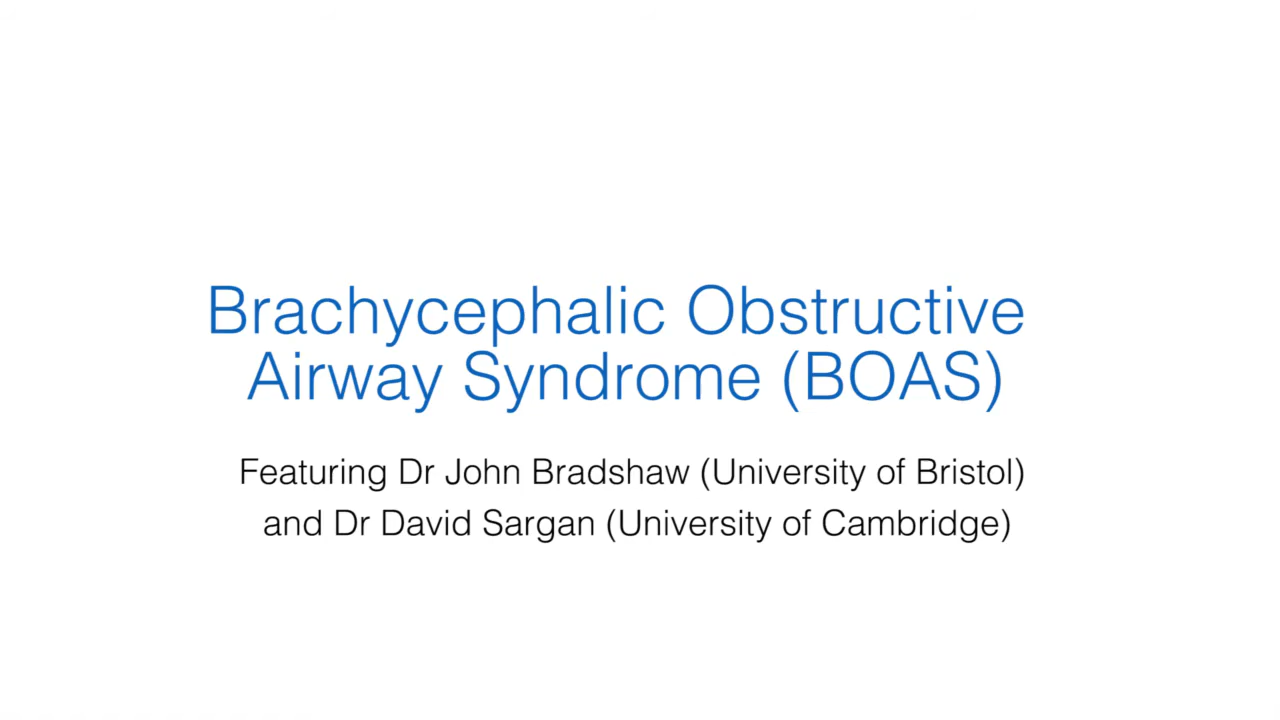 Brachycephalic Obstructive
Airway Syndrome (BOAS)
Featuring Dr John Bradshaw (University of Bristol)
and Dr David Sargan (University of Cambridge)